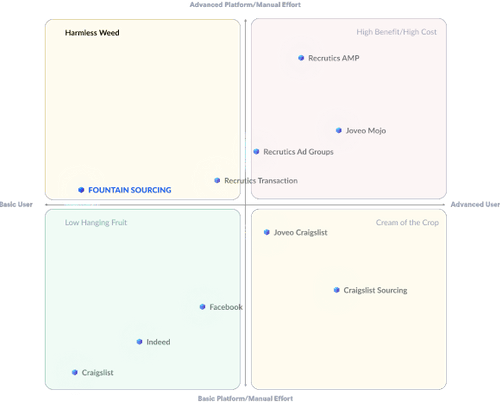 Advanced Platform/Manual Effort
Harmless Weed
High Benefit/High Cost
Recrutics AMP
Joveo Mojo
Recrutics Ad Groups
Recrutics Transaction
FOUNTAIN SOURCING
Basic User
Advanced User
Low Hanging Fruit
Cream of the Crop
Joveo Craigslist
Craigslist Sourcing
Facebook
Indeed
Craigslist
Basic Platform/Manual Effort